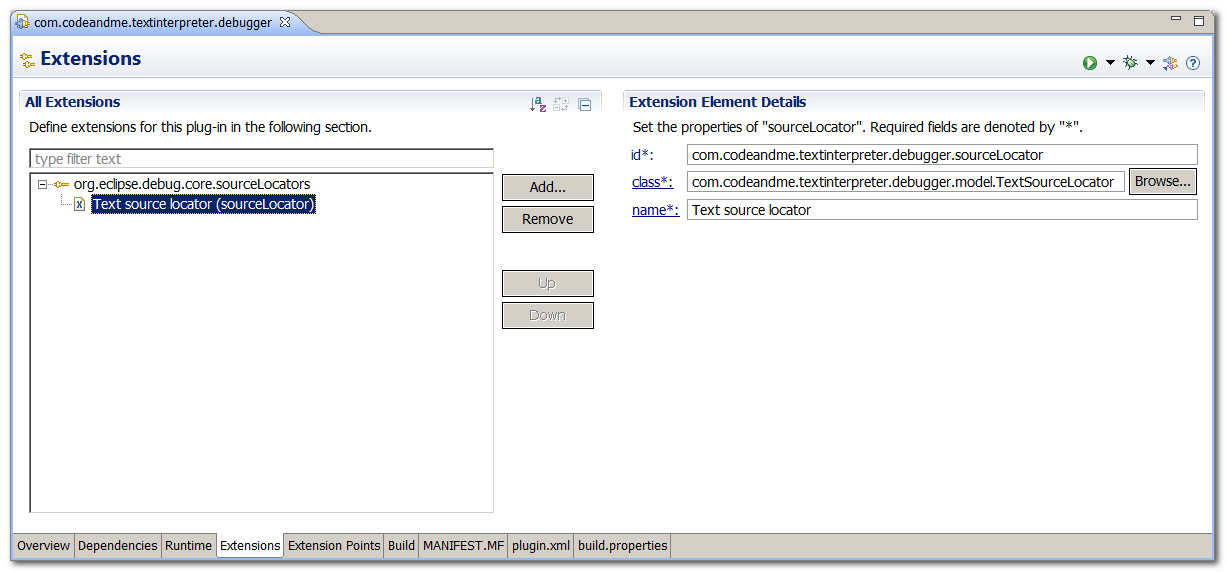 com.codeandme.textinterpreter.debugger
Extensions
All Extensions
Define extensions for this plug-in in the following section.
type filter text
org.eclipse.debug.core.sourceLocators
Text source locator (sourceLocator)
Add...
Remove
Up
Down
Extension Element Details
Set the properties of "sourceLocator". Required fields are denoted by "*".
id*: com.codeandme.textinterpreter.debugger.sourceLocator
class*: com.codeandme.textinterpreter.debugger.model.TextSourceLocator Browse...
name*: Text source locator
Overview Dependencies Runtime Extensions Extension Points Build MANIFEST.MF plugin.xml build.properties